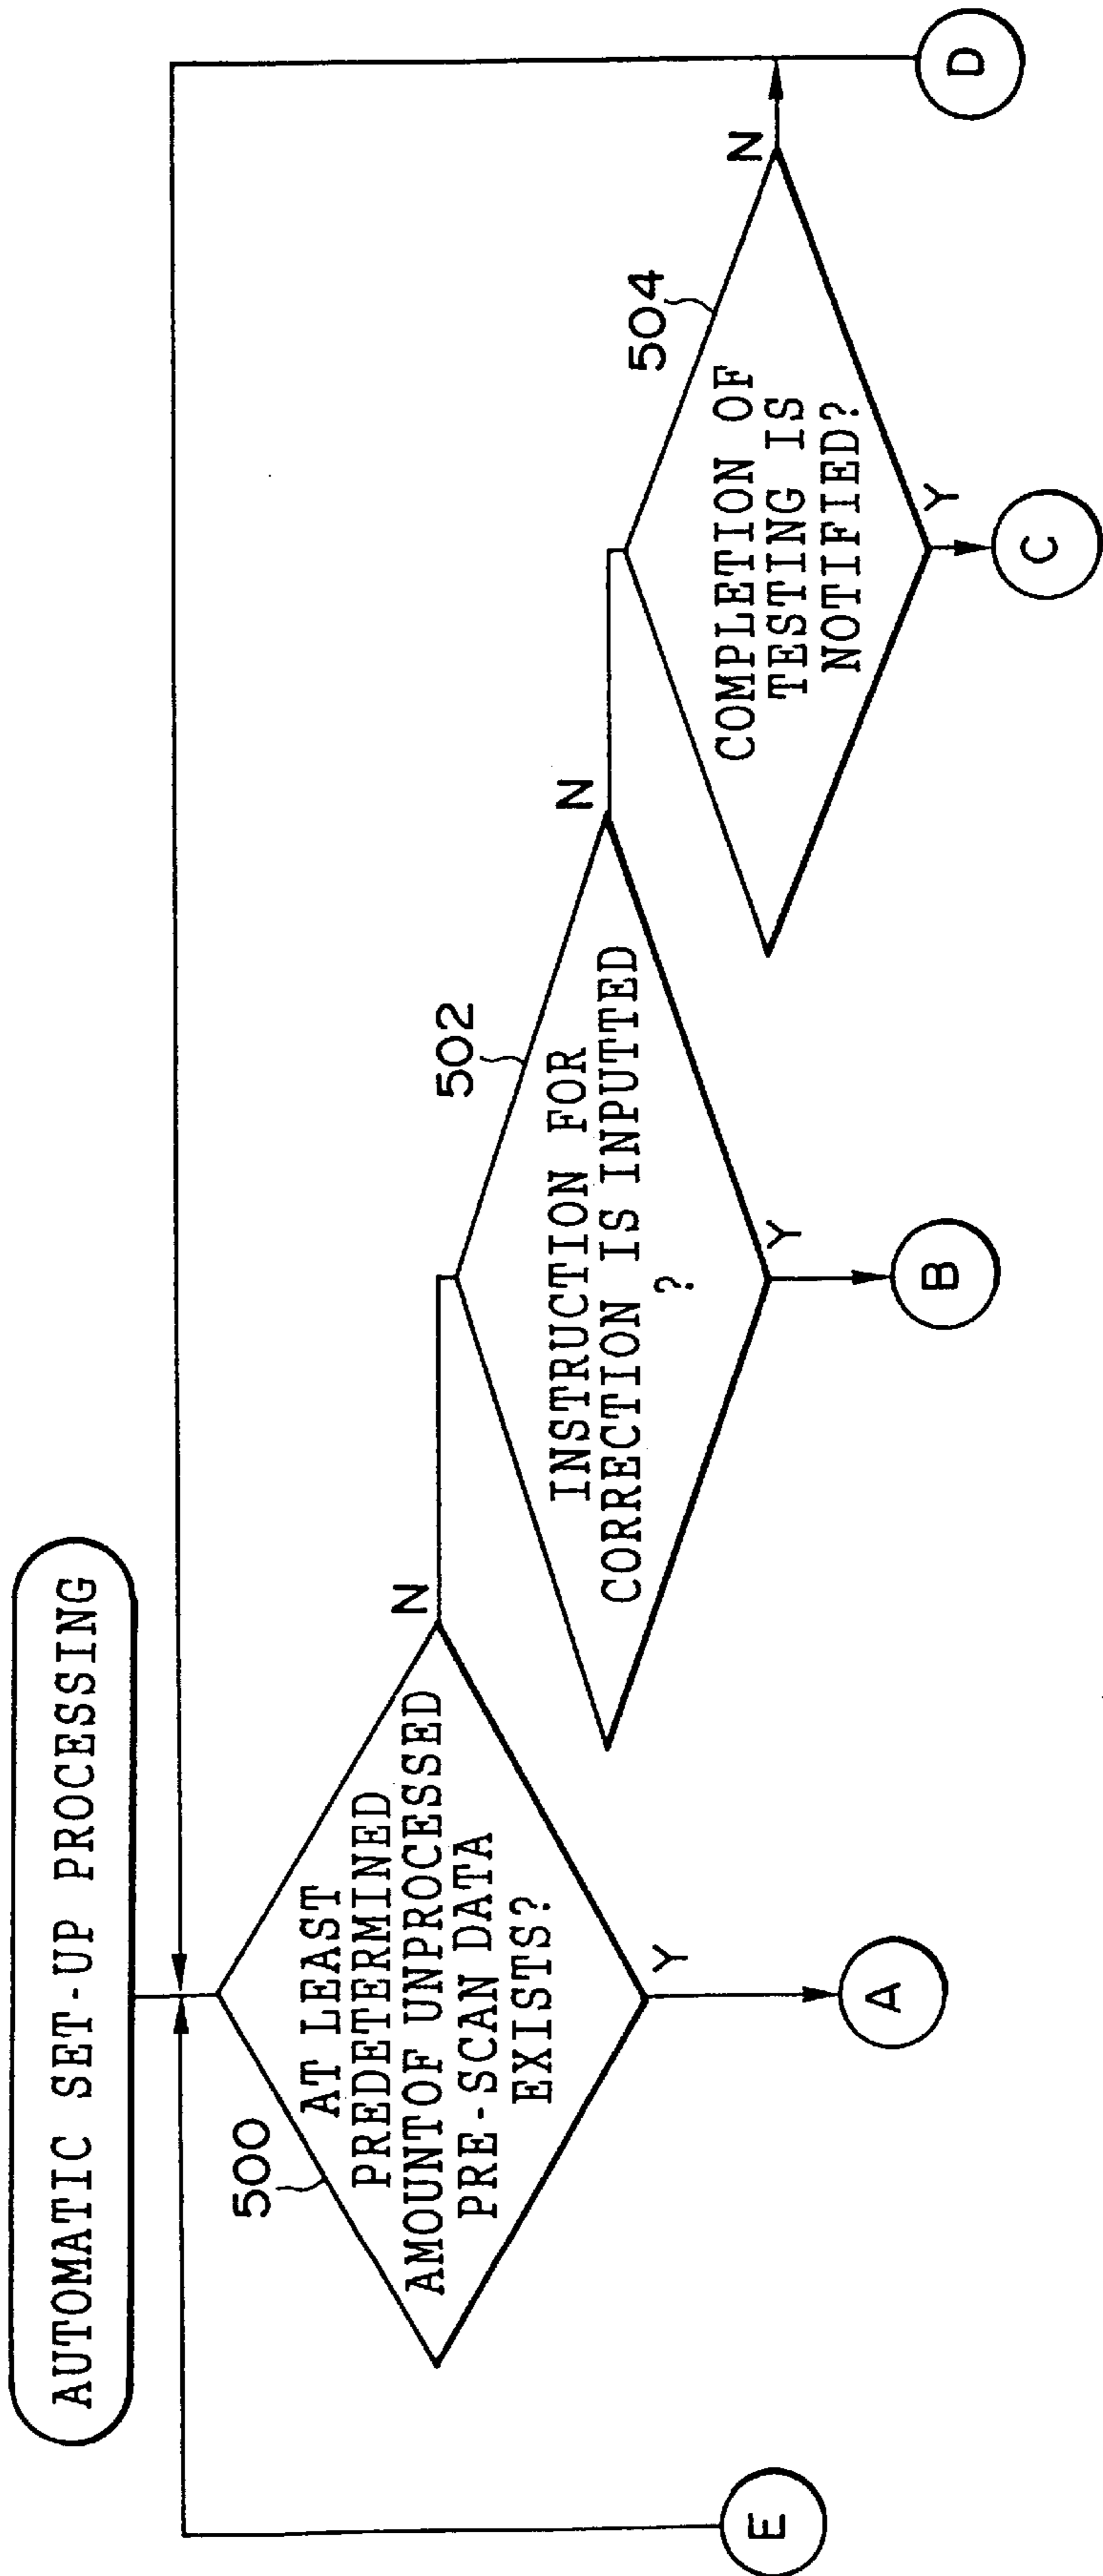 AUTOMATIC SET-UP PROCESSING
500
AT LEAST
PREDETERMINED
AMOUNTOF UNPROCESSED
PRE-SCAN DATA
EXISTS?
N
Y
A
502
INSTRUCTION FOR
CORRECTION IS INPUTTED
?
N
Y
B
504
COMPLETION OF
TESTING IS
NOTIFIED?
N
Y
C
D
E